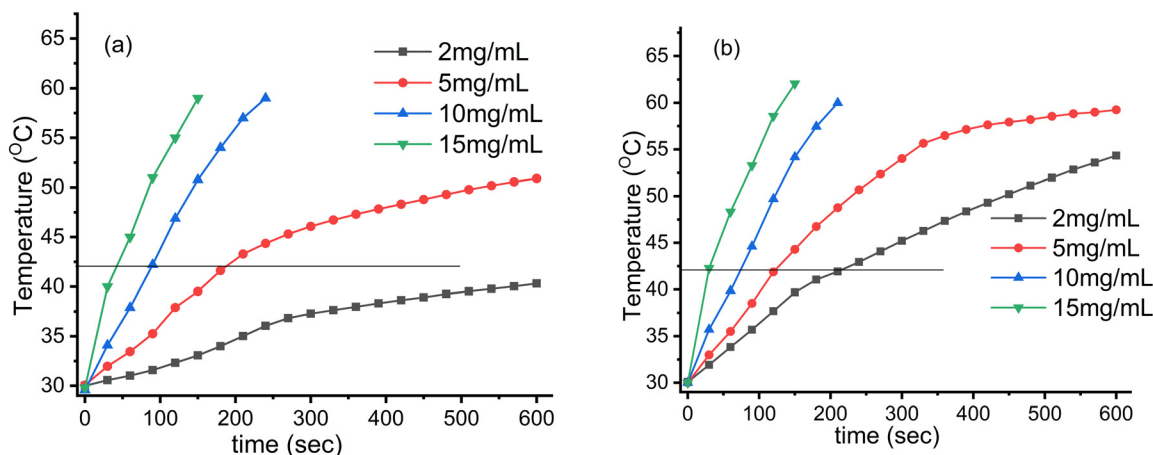 (a)
2mg/mL
5mg/mL
10mg/mL
15mg/mL
Temperature (°C)
65
60
55
50
45
40
35
30
0 100 200 300 400 500 600
time (sec)
(b)
2mg/mL
5mg/mL
10mg/mL
15mg/mL
Temperature (°C)
65
60
55
50
45
40
35
30
0 100 200 300 400 500 600
time (sec)